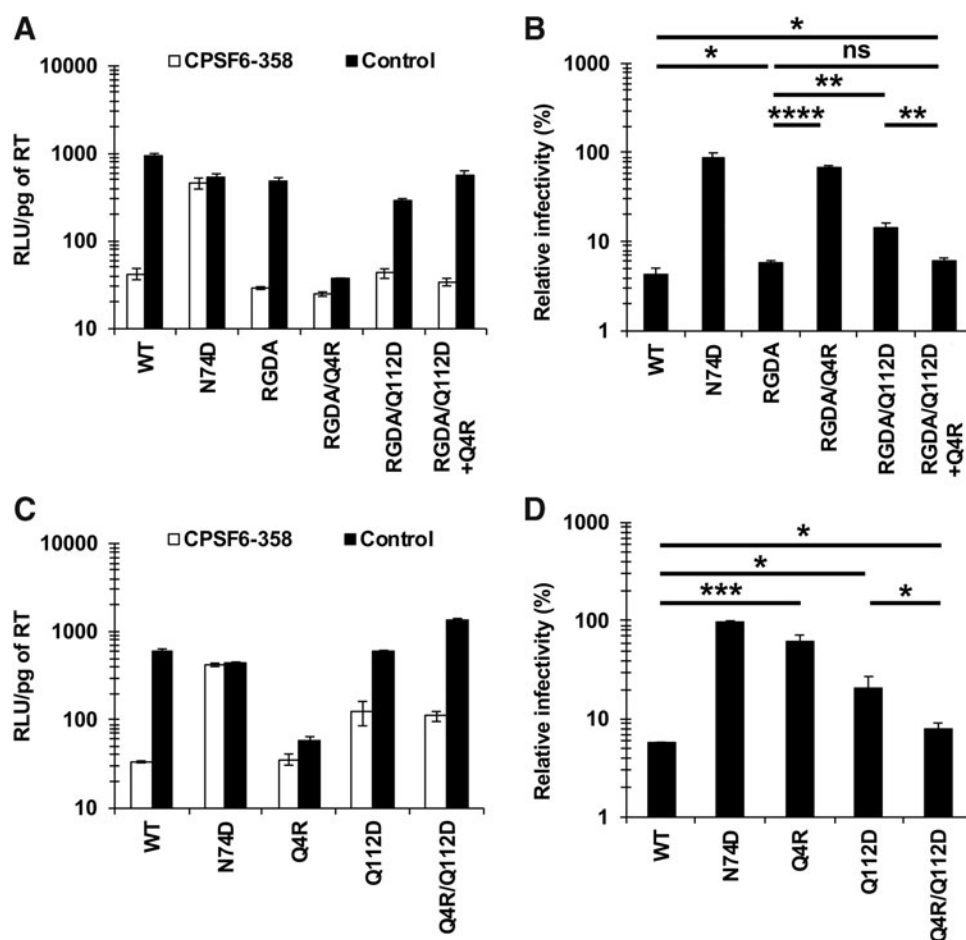 A
CPSF6-358 Control
RLU/pg of RT
10000
1000
100
10
WT
N74D
RGDA
RGDA/Q4R
RGDA/Q112D
RGDA/Q112D
+Q4R
B
Relative infectivity (%)
1000
100
10
1
*
* ns
**
**** **
WT
N74D
RGDA
RGDA/Q4R
RGDA/Q112D
RGDA/Q112D
+Q4R
C
CPSF6-358 Control
RLU/pg of RT
10000
1000
100
10
WT
N74D
Q4R
Q112D
Q4R/Q112D
D
Relative infectivity (%)
1000
100
10
1
*
*
*** *
WT
N74D
Q4R
Q112D
Q4R/Q112D